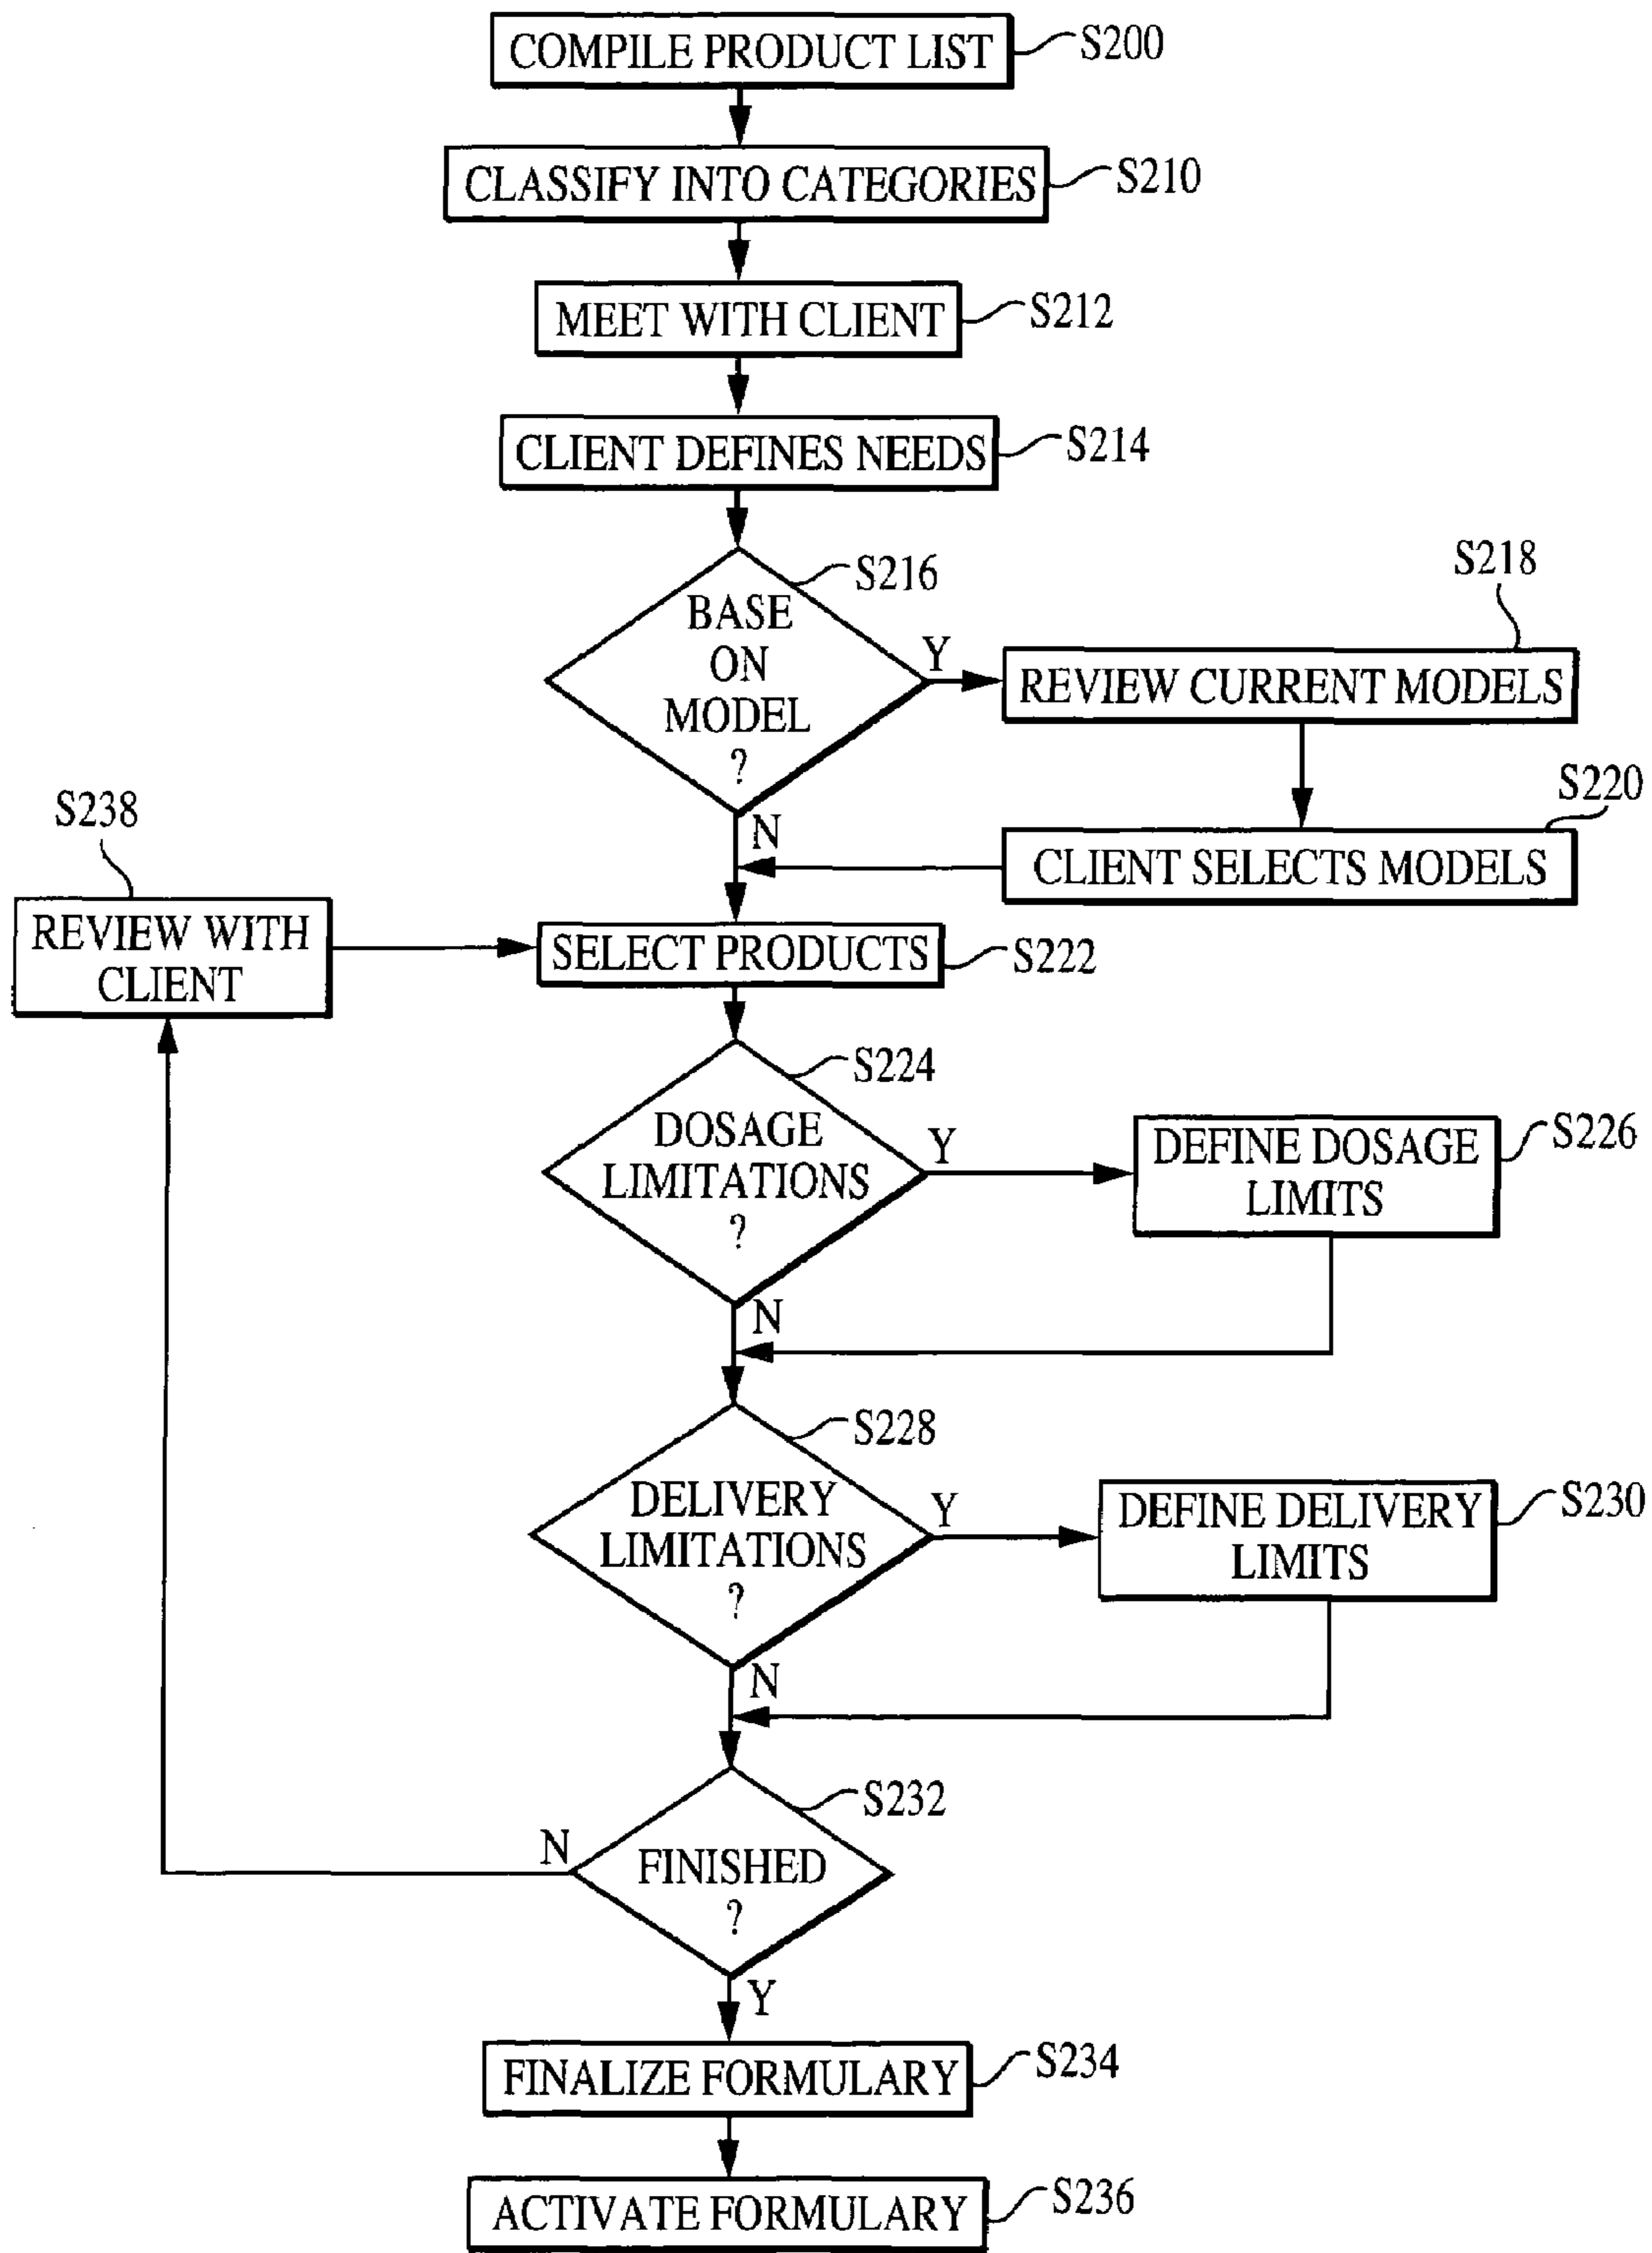 COMPILE PRODUCT LIST
S200
CLASSIFY INTO CATEGORIES
S210
MEET WITH CLIENT
S212
CLIENT DEFINES NEEDS
S214
S216
BASE
ON
MODEL
?
Y
N
S218
REVIEW CURRENT MODELS
S220
CLIENT SELECTS MODELS
S238
REVIEW WITH
CLIENT
SELECT PRODUCTS
S222
S224
DOSAGE
LIMITATIONS
?
Y
N
DEFINE DOSAGE
LIMITS
S226
S228
DELIVERY
LIMITATIONS
?
Y
N
DEFINE DELIVERY
LIMITS
S230
S232
FINISHED
?
N
Y
FINALIZE FORMULARY
S234
ACTIVATE FORMULARY
S236